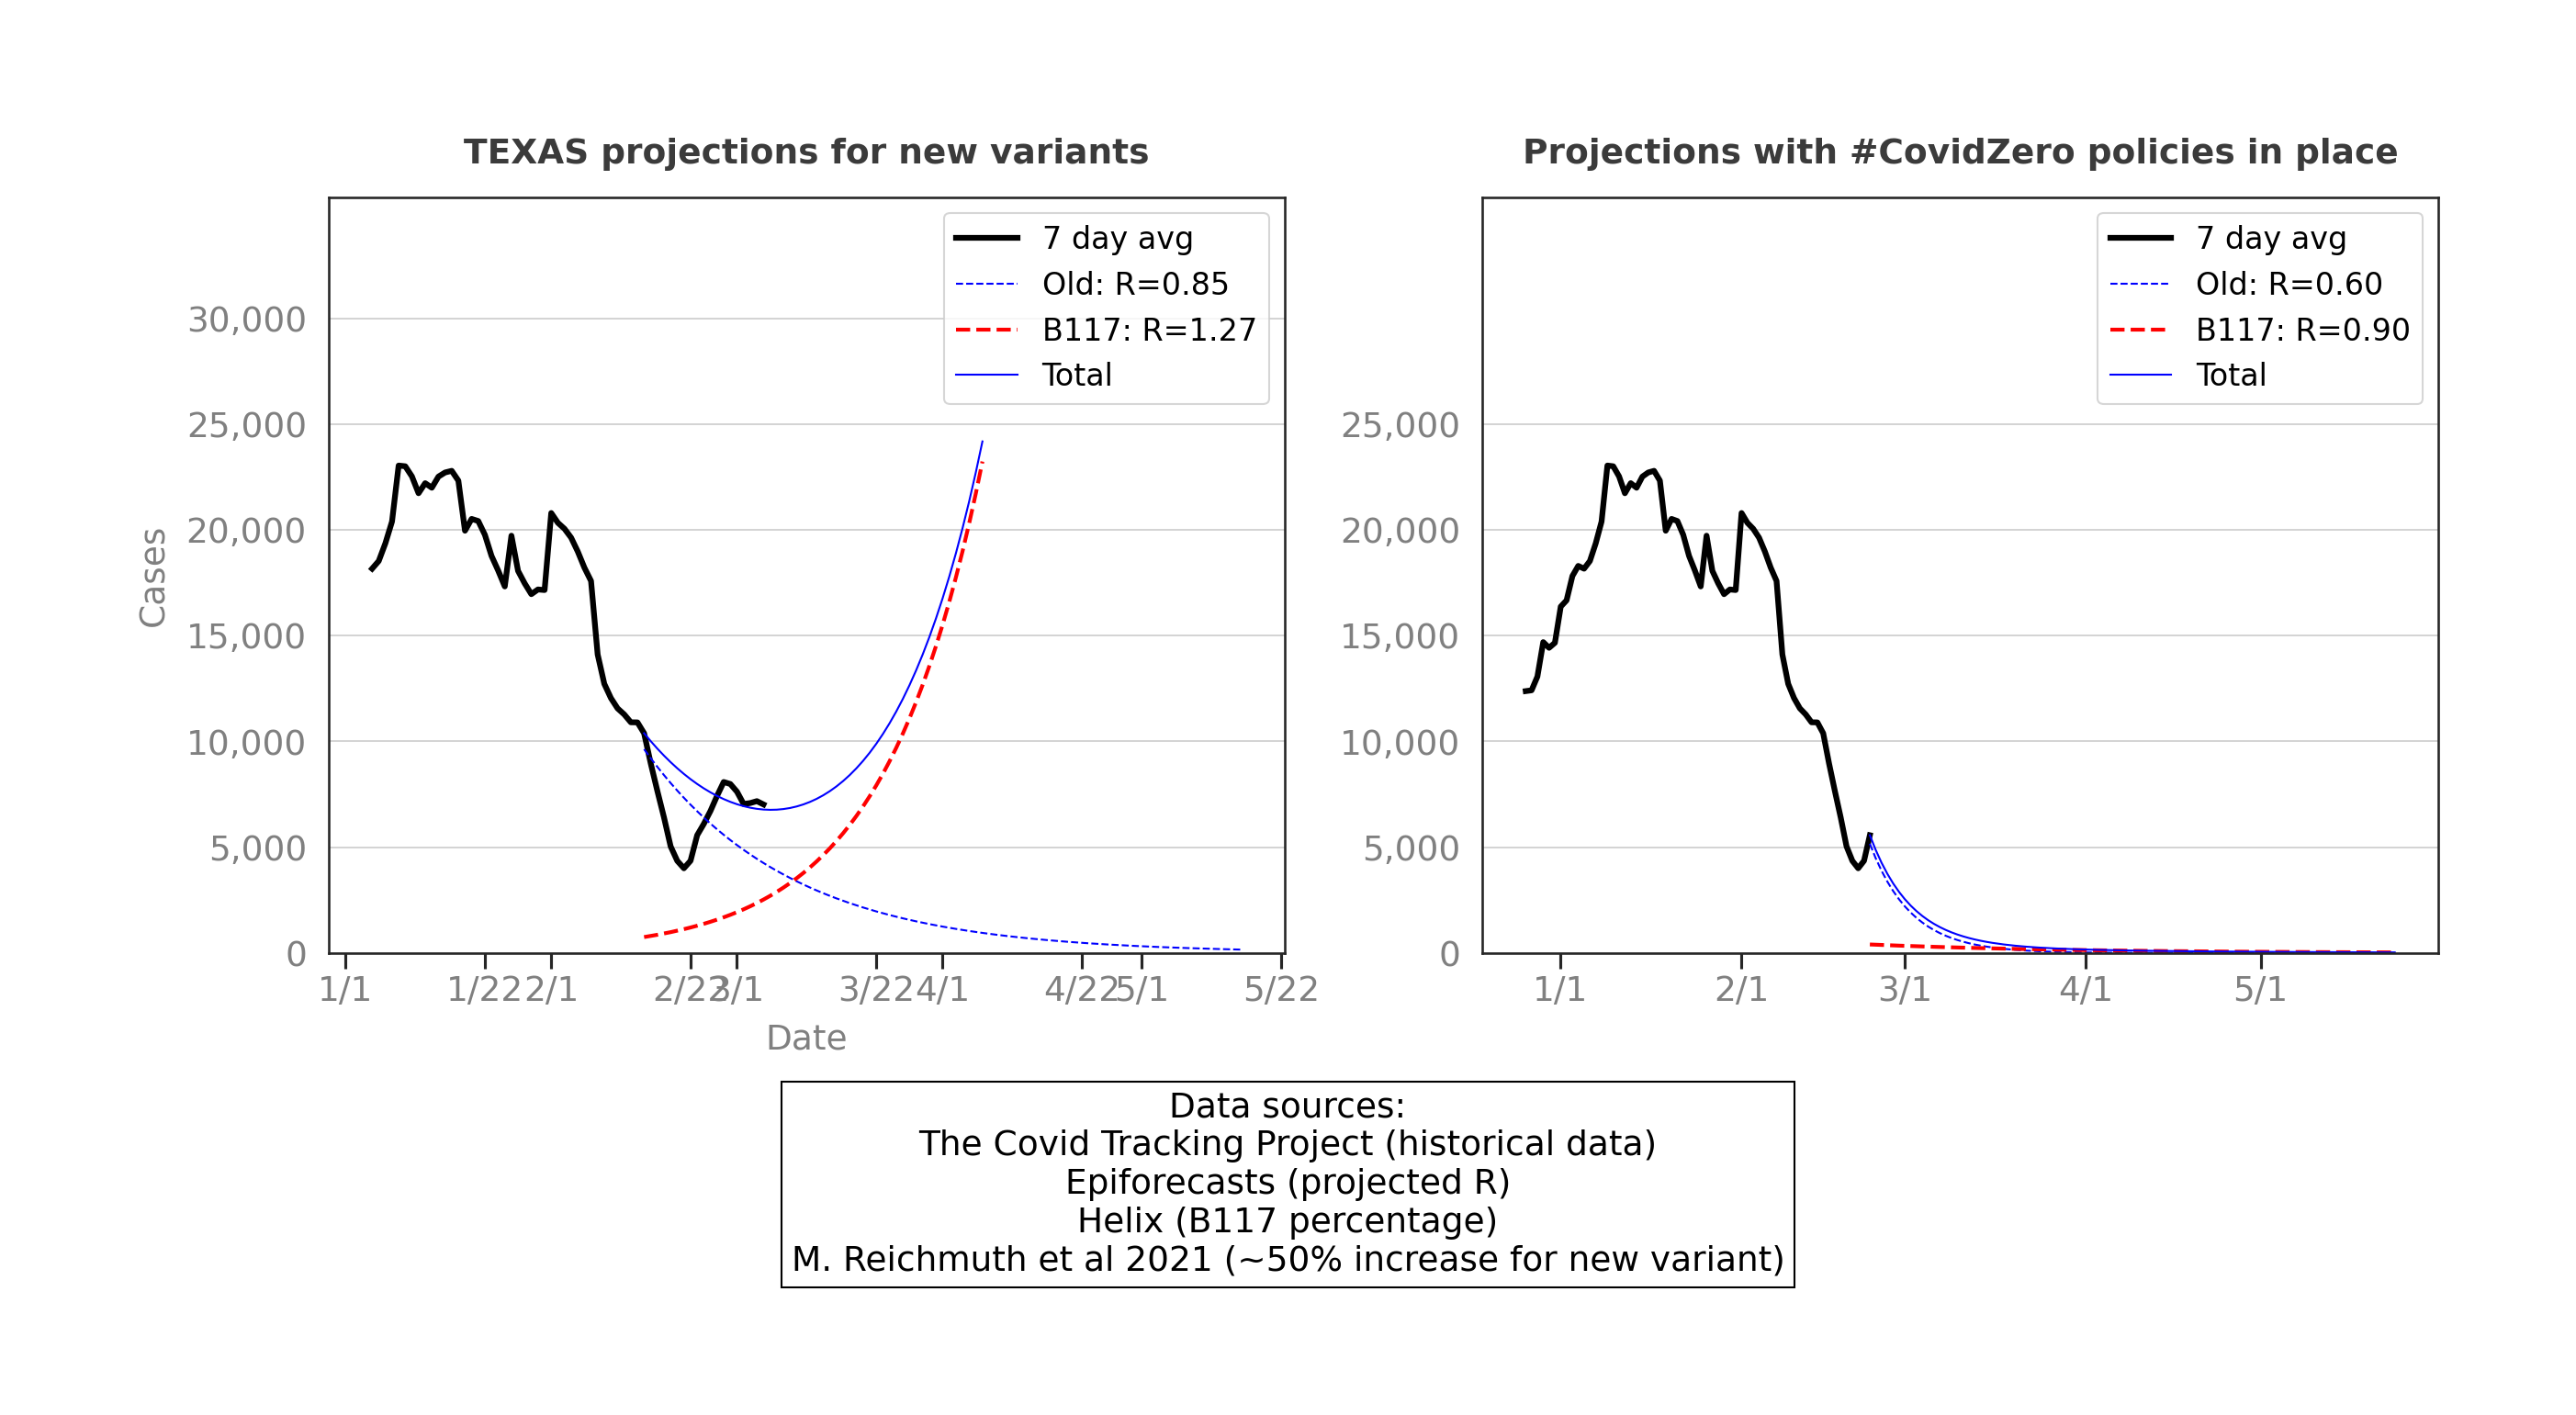 TEXAS projections for new variants
7 day avg
Old: R=0.85
B117: R=1.27
Total
30,000
25,000
20,000
15,000
10,000
5,000
0
Cases
1/1
1/22
2/1
2/22
3/1
3/22
4/1
4/22
5/1
5/22
Date
Projections with #CovidZero policies in place
7 day avg
Old: R=0.60
B117: R=0.90
Total
25,000
20,000
15,000
10,000
5,000
0
1/1
2/1
3/1
4/1
5/1
Data sources:
The Covid Tracking Project (historical data)
Epiforecasts (projected R)
Helix (B117 percentage)
M. Reichmuth et al 2021 (~50% increase for new variant)